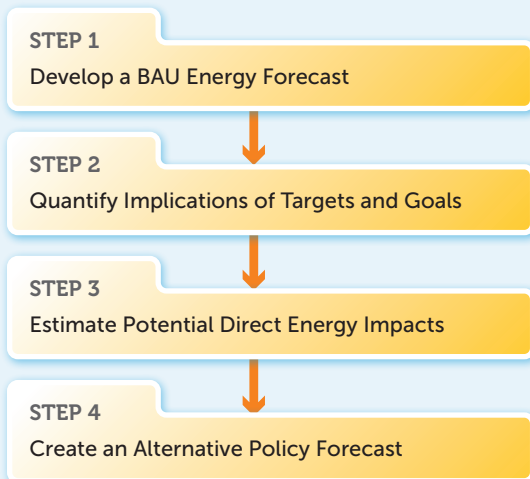 STEP 1
Develop a BAU Energy Forecast
STEP 2
Quantify Implications of Targets and Goals
STEP 3
Estimate Potential Direct Energy Impacts
STEP 4
Create an Alternative Policy Forecast